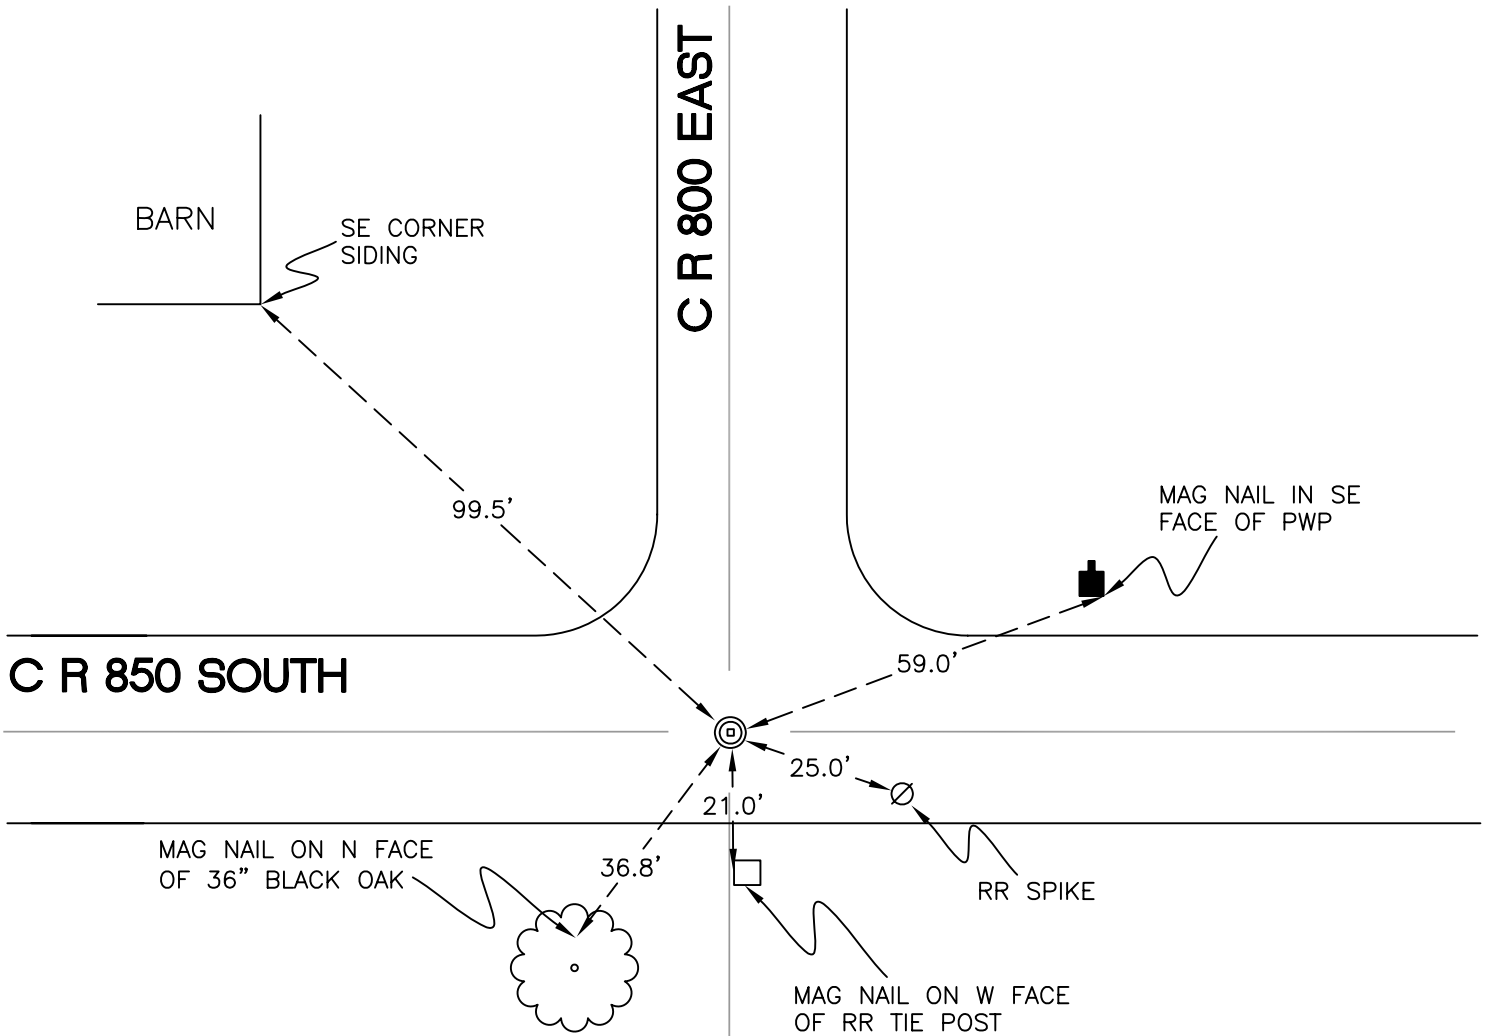 C R 800 EAST
BARN
SE CORNER
SIDING
99.5'
MAG NAIL IN SE
FACE OF PWP
C R 850 SOUTH
59.0'
25.0'
21.0'
MAG NAIL ON N FACE
OF 36" BLACK OAK
36.8'
RR SPIKE
MAG NAIL ON W FACE
OF RR TIE POST